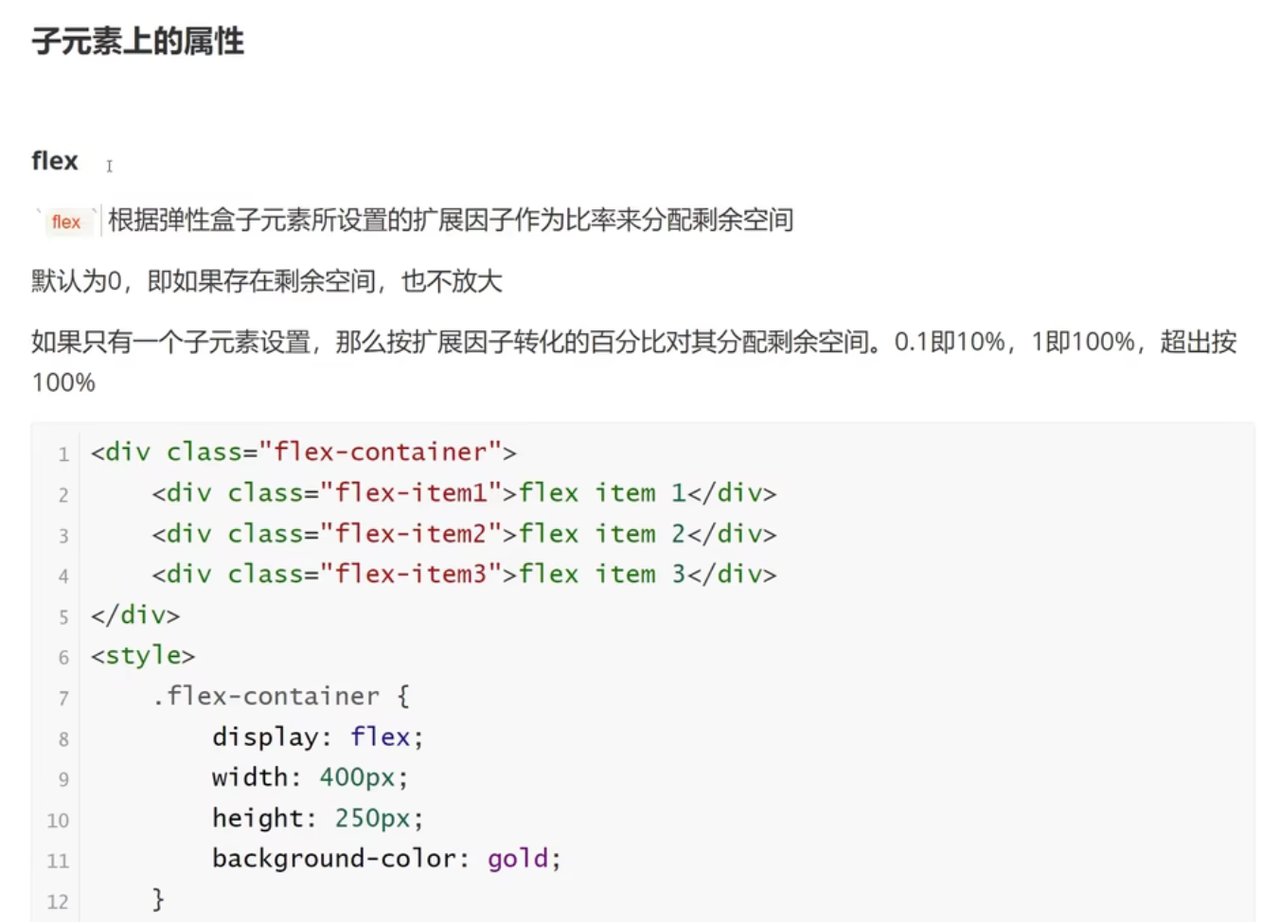 子元素上的属性
flex
`flex`根据弹性盒子元素所设置的扩展因子作为比率来分配剩余空间
默认为0，即如果存在剩余空间，也不放大
如果只有一个子元素设置，那么按扩展因子转化的百分比对其分配剩余空间。0.1即10%，1即100%，超出按
100%
1 <div class="flex-container">
2     <div class="flex-item1">flex item 1</div>
3     <div class="flex-item2">flex item 2</div>
4     <div class="flex-item3">flex item 3</div>
5 </div>
6 <style>
7     .flex-container {
8         display: flex;
9         width: 400px;
10         height: 250px;
11         background-color: gold;
12     }